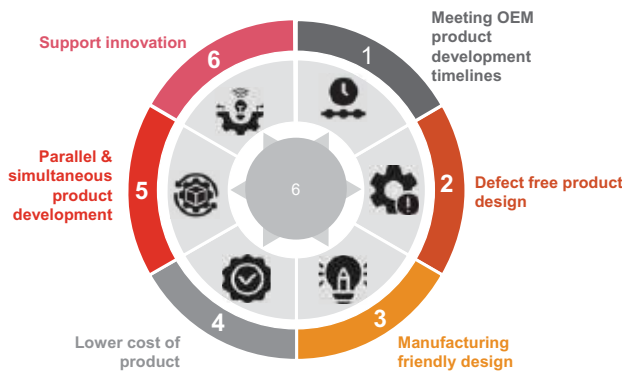 1
Meeting OEM
product
development
timelines
2
Defect free product
design
3
Manufacturing
friendly design
4
Lower cost of
product
5
Parallel &
simultaneous
product
development
6
Support innovation
6